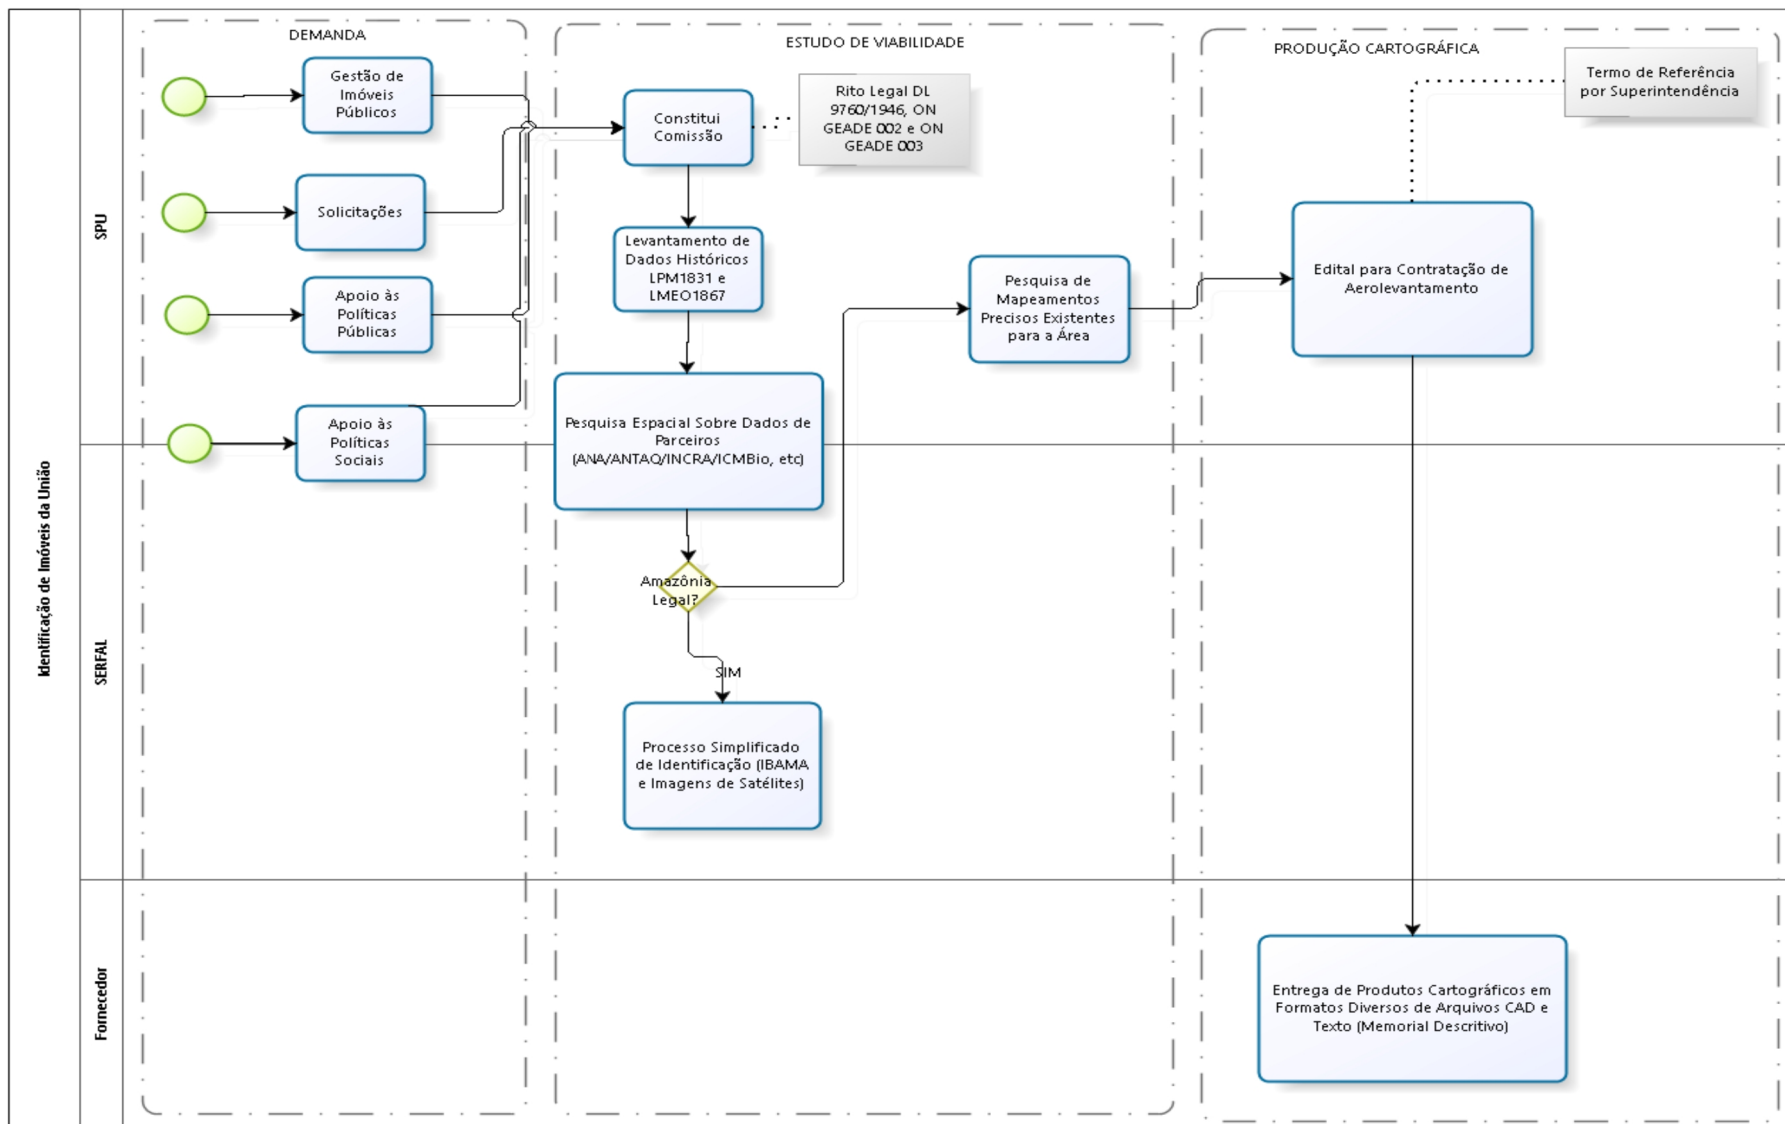 Identificação de Imóveis da União
SPU
SERFAL
Fornecedor
DEMANDA
Gestão de
Imóveis
Públicos
Solicitações
Apoio às
Políticas
Públicas
Apoio às
Políticas
Sociais
ESTUDO DE VIABILIDADE
Constitui
Comissão
Rito Legal DL
9760/1946, ON
GEADE 002 e ON
GEADE 003
Levantamento de
Dados Históricos
LPM1831 e
LMEO1867
Pesquisa Espacial Sobre Dados de
Parceiros
(ANA/ANTAQ/INCRA/ICMBio, etc)
Amazônia
Legal?
SIM
Processo Simplificado
de Identificação (IBAMA
e Imagens de Satélites)
Pesquisa de
Mapeamentos
Precisos Existentes
para a Área
PRODUÇÃO CARTOGRÁFICA
Termo de Referência
por Superintendência
Edital para Contratação de
Aerolevantamento
Entrega de Produtos Cartográficos em
Formatos Diversos de Arquivos CAD e
Texto (Memorial Descritivo)